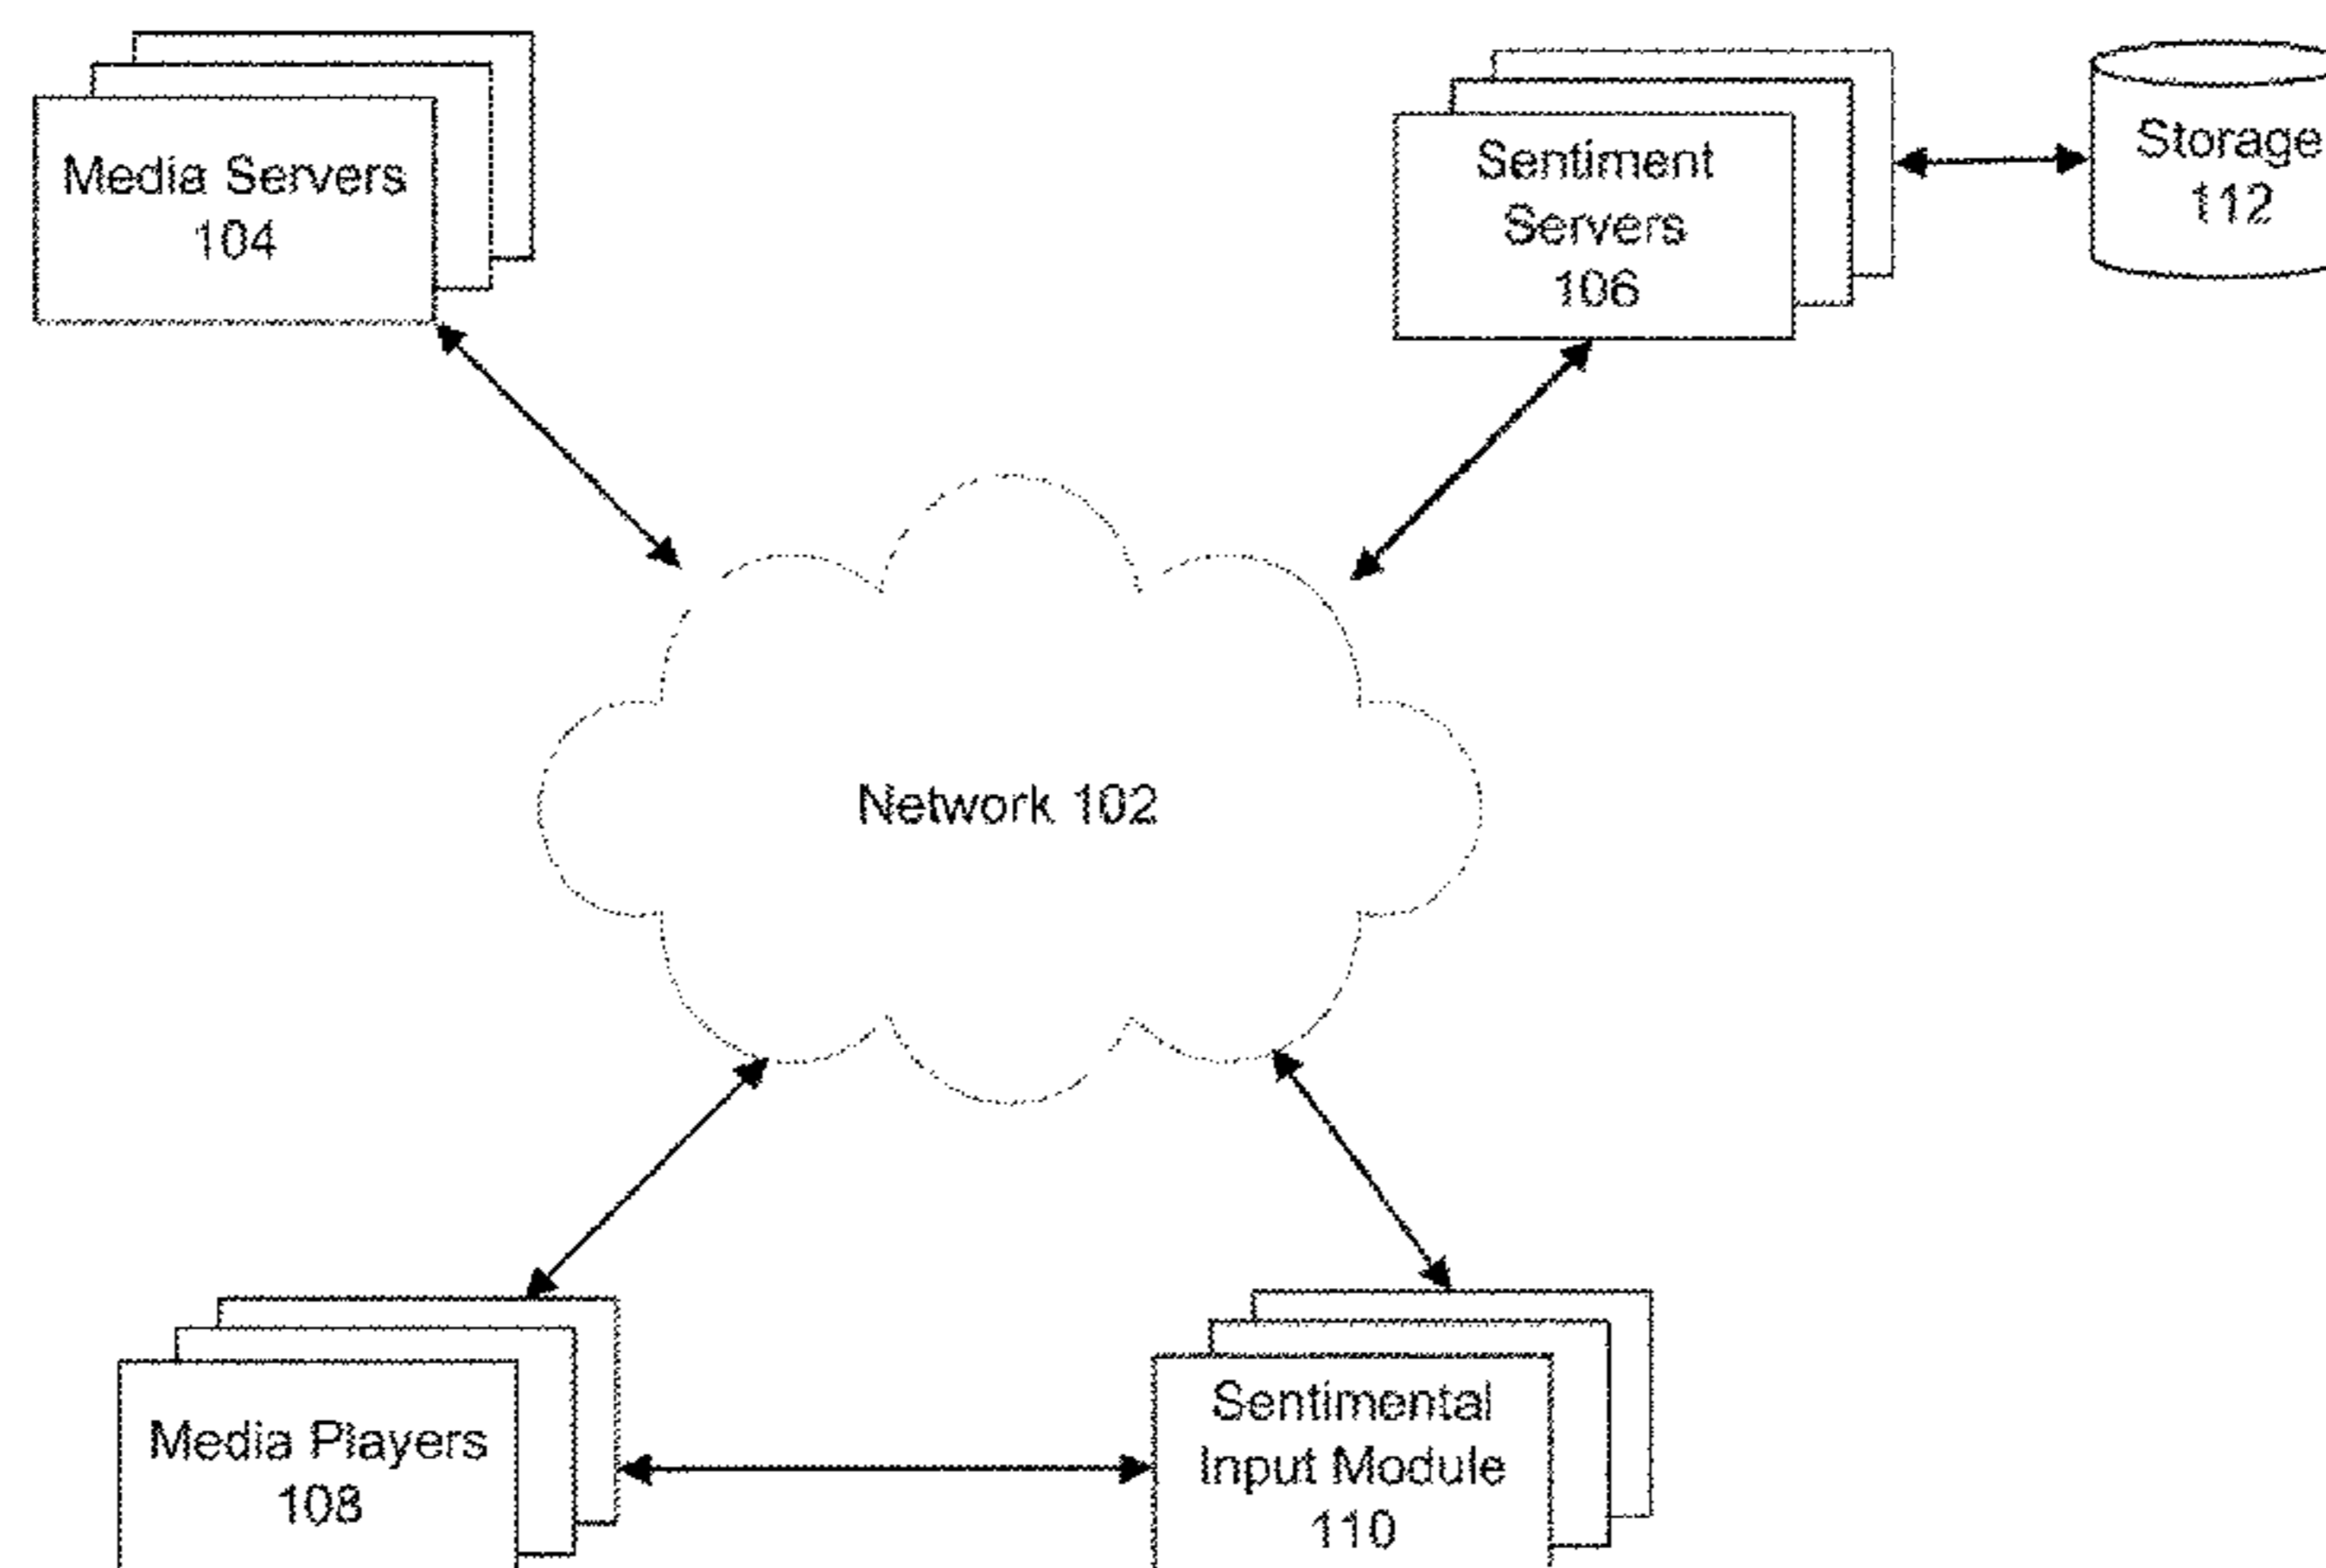 Media Servers
104
Sentiment
Servers
106
Storage
112
Network 102
Media Players
108
Sentimental
Input Module
110